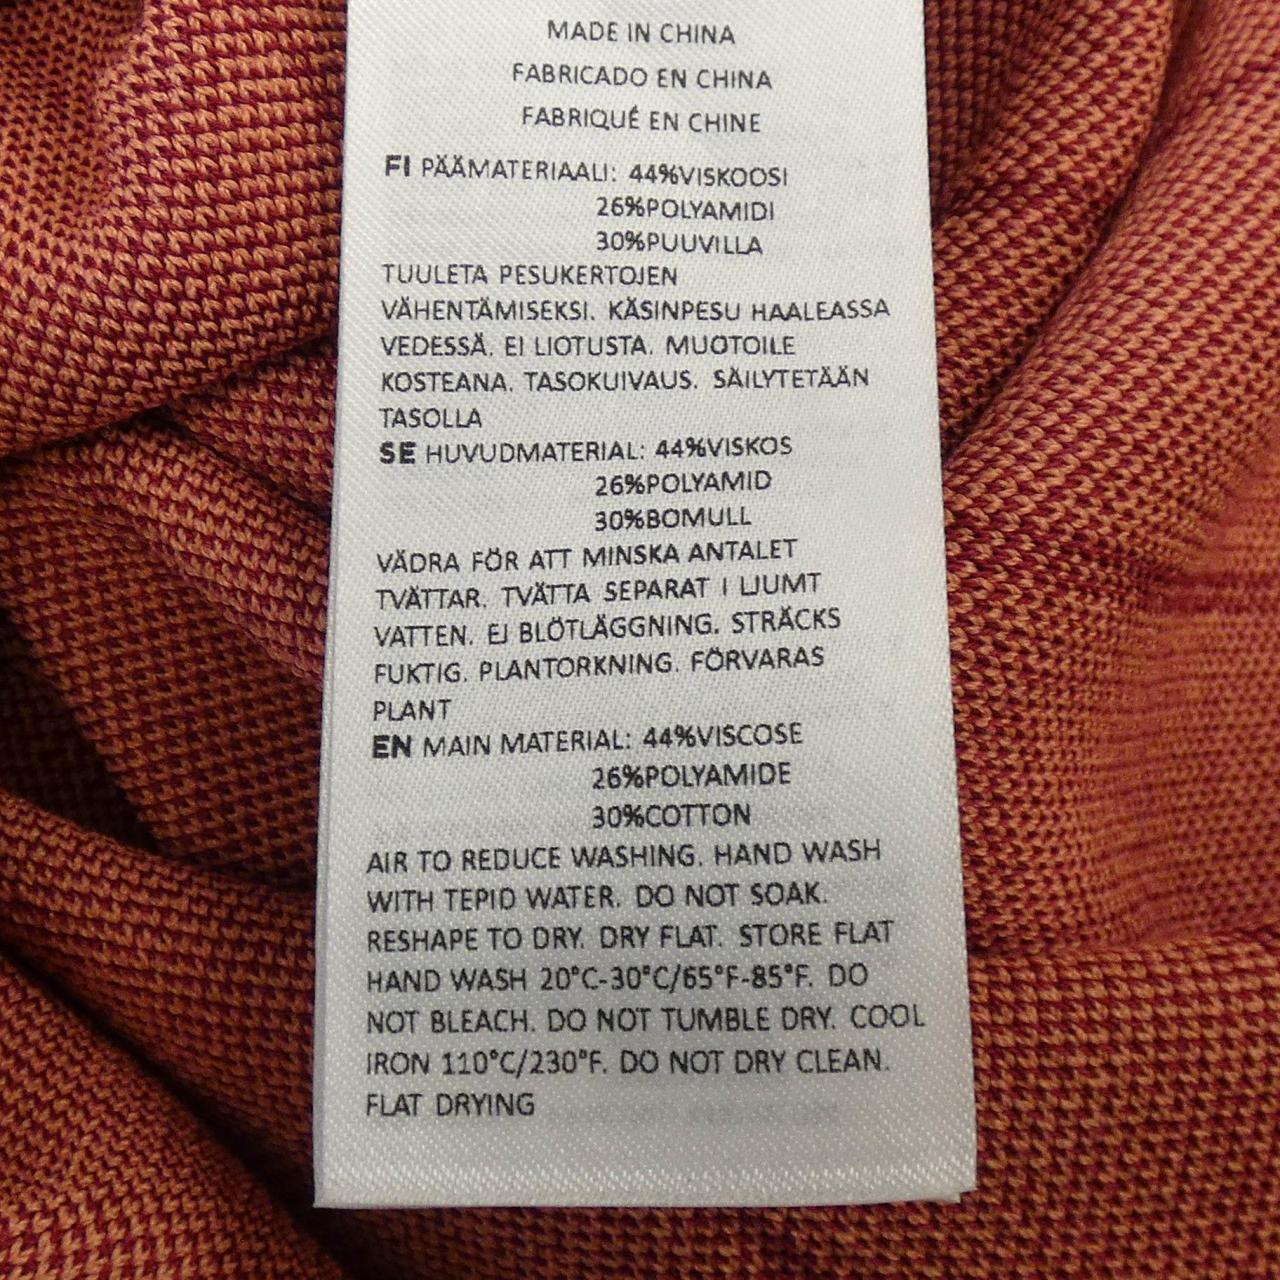 MADE IN CHINA
FABRICADO EN CHINA
FABRIQUÉ EN CHINE
FI PÄÄMATERIAALI: 44%VISKOOSI
26%POLYAMIDI
30%PUUVILLA
TUULETA PESUKERTOJEN
VÄHENTÄMISEKSI. KÄSINPESU HAALEASSA
VEDESSÄ. EI LIOTUSTA. MUOTOILE
KOSTEANA. TASOKUIVAUS. SÄILYTETÄÄN
TASOLLA
SE HUVUDMATERIAL: 44%VISKOS
26%POLYAMID
30%BOMULL
VÄDRA FÖR ATT MINSKA ANTALET
TVÄTTAR. TVÄTTA SEPARAT I LJUMT
VATTEN. EJ BLÖTLÄGGNING. STRÄCKS
FUKTIG. PLANTORKNING. FÖRVARAS
PLANT
EN MAIN MATERIAL: 44%VISCOSE
26%POLYAMIDE
30%COTTON
AIR TO REDUCE WASHING. HAND WASH
WITH TEPID WATER. DO NOT SOAK.
RESHAPE TO DRY. DRY FLAT. STORE FLAT
HAND WASH 20°C-30°C/65°F-85°F. DO
NOT BLEACH. DO NOT TUMBLE DRY. COOL
IRON 110°C/230°F. DO NOT DRY CLEAN.
FLAT DRYING